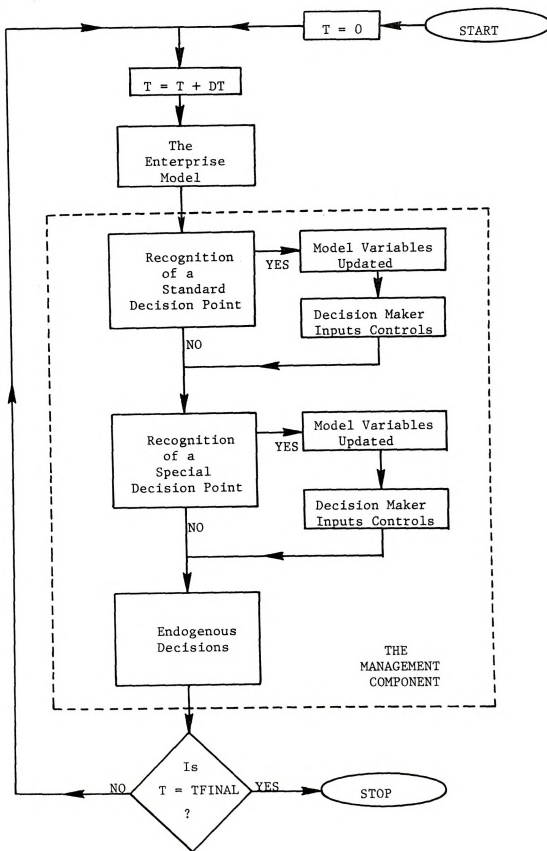 START
T = 0
T = T + DT
The
Enterprise
Model
Recognition
of a
Standard
Decision Point
YES
Model Variables
Updated
Decision Maker
Inputs Controls
NO
Recognition
of a
Special
Decision Point
YES
Model Variables
Updated
Decision Maker
Inputs Controls
NO
Endogenous
Decisions
THE
MANAGEMENT
COMPONENT
Is
T = TFINAL
?
NO
YES
STOP